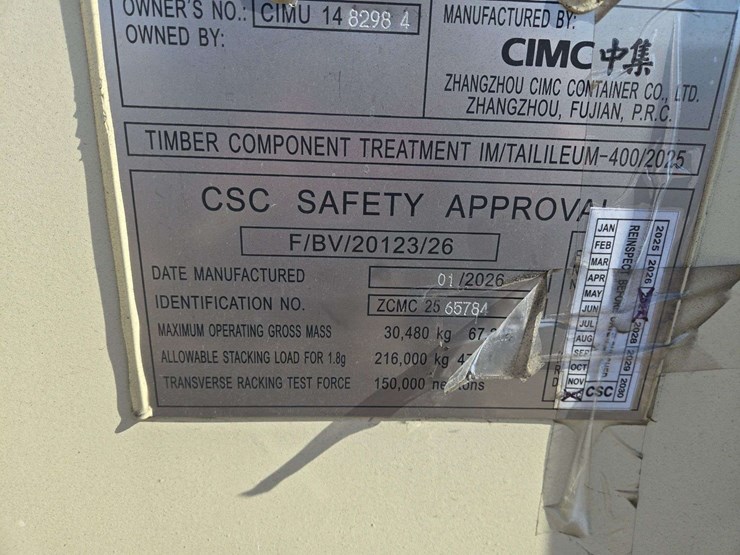 OWNER'S NO.: CIMU 14 8298 4
OWNED BY:
MANUFACTURED BY:
CIMC 中集
ZHANGZHOU CIMC CONTAINER CO., LTD.
ZHANGZHOU, FUJIAN, P.R.C.
TIMBER COMPONENT TREATMENT IM/TAILILEUM-400/2025
CSC SAFETY APPROVAL
F/BV/20123/26
DATE MANUFACTURED 01/2026
IDENTIFICATION NO. ZCMC 25 65784
MAXIMUM OPERATING GROSS MASS 30,480 kg
ALLOWABLE STACKING LOAD FOR 1.8g 216,000 kg
TRANSVERSE RACKING TEST FORCE 150,000
JAN
FEB
MAR
APR
MAY
JUN
JUL
AUG
SEP
OCT
NOV
REINSPECT BEFORE
2025 2026 2028 2029 2030
CSC